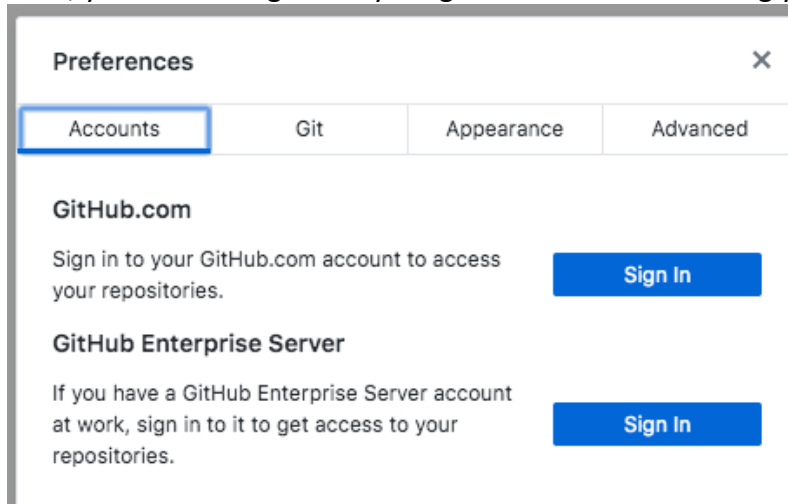 Preferences
Accounts Git Appearance Advanced
GitHub.com
Sign in to your GitHub.com account to access
your repositories.
Sign In
GitHub Enterprise Server
If you have a GitHub Enterprise Server account
at work, sign in to it to get access to your
repositories.
Sign In